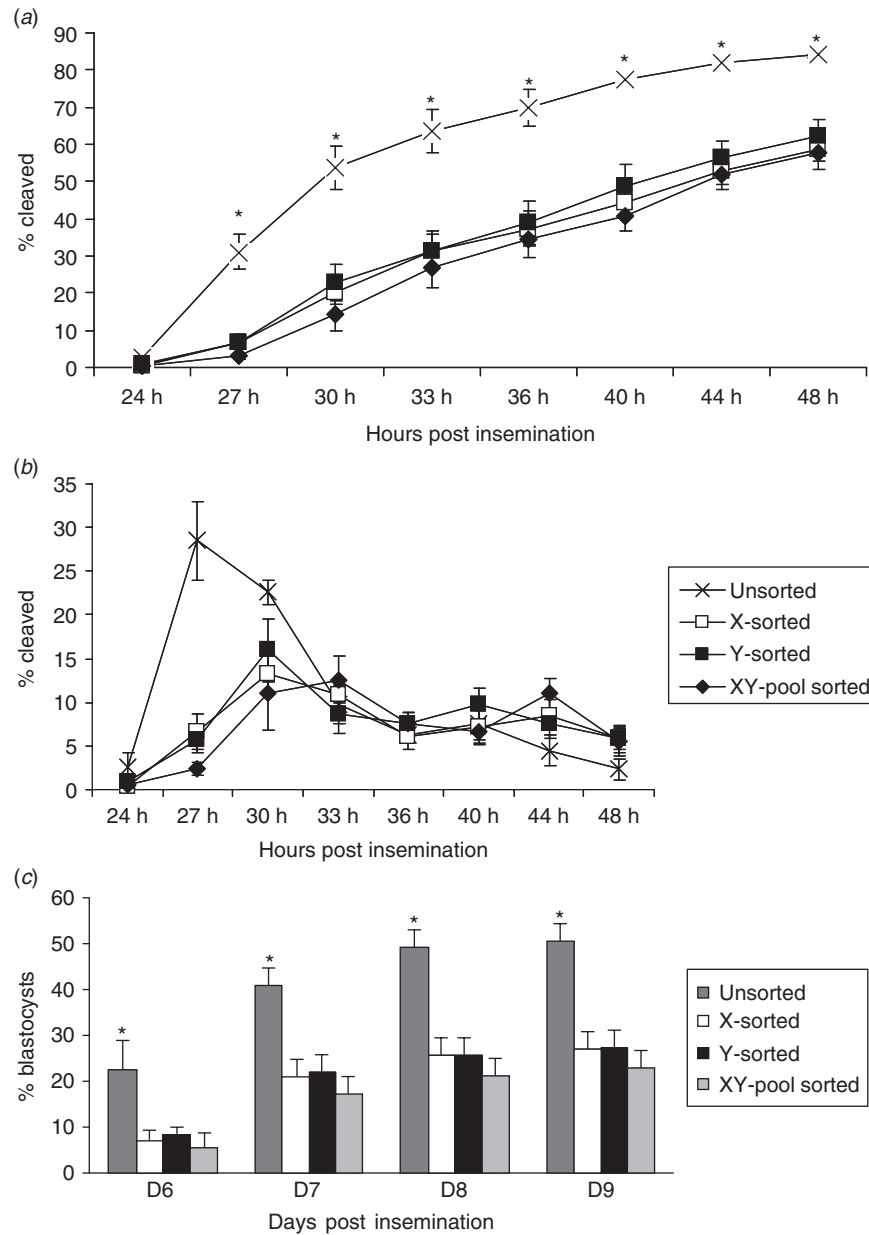 (a)
90
80
70
60
50
40
30
20
10
0
% cleaved
* * * * * * *
24 h 27 h 30 h 33 h 36 h 40 h 44 h 48 h
Hours post insemination
(b)
35
30
25
20
15
10
5
0
% cleaved
24 h 27 h 30 h 33 h 36 h 40 h 44 h 48 h
Hours post insemination
Unsorted
X-sorted
Y-sorted
XY-pool sorted
(c)
60
50
40
30
20
10
0
% blastocysts
* * * *
D6 D7 D8 D9
Days post insemination
Unsorted
X-sorted
Y-sorted
XY-pool sorted